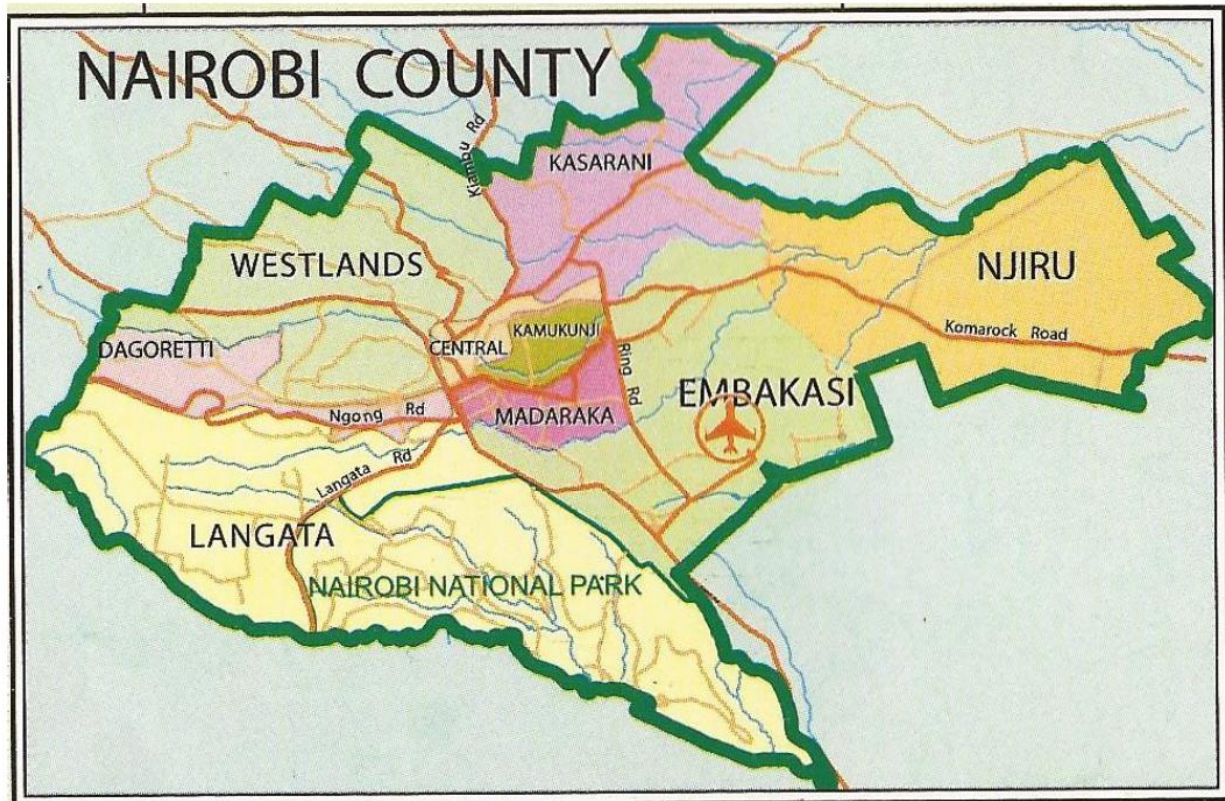 NAIROBI COUNTY
Kiambu Rd
KASARANI
WESTLANDS
NJIRU
Komarock Road
DAGORETTI
CENTRAL
KAMUKUNJI
Ring Rd
EMBAKASI
Ngong Rd
MADARAKA
Langata Rd
LANGATA
NAIROBI NATIONAL PARK